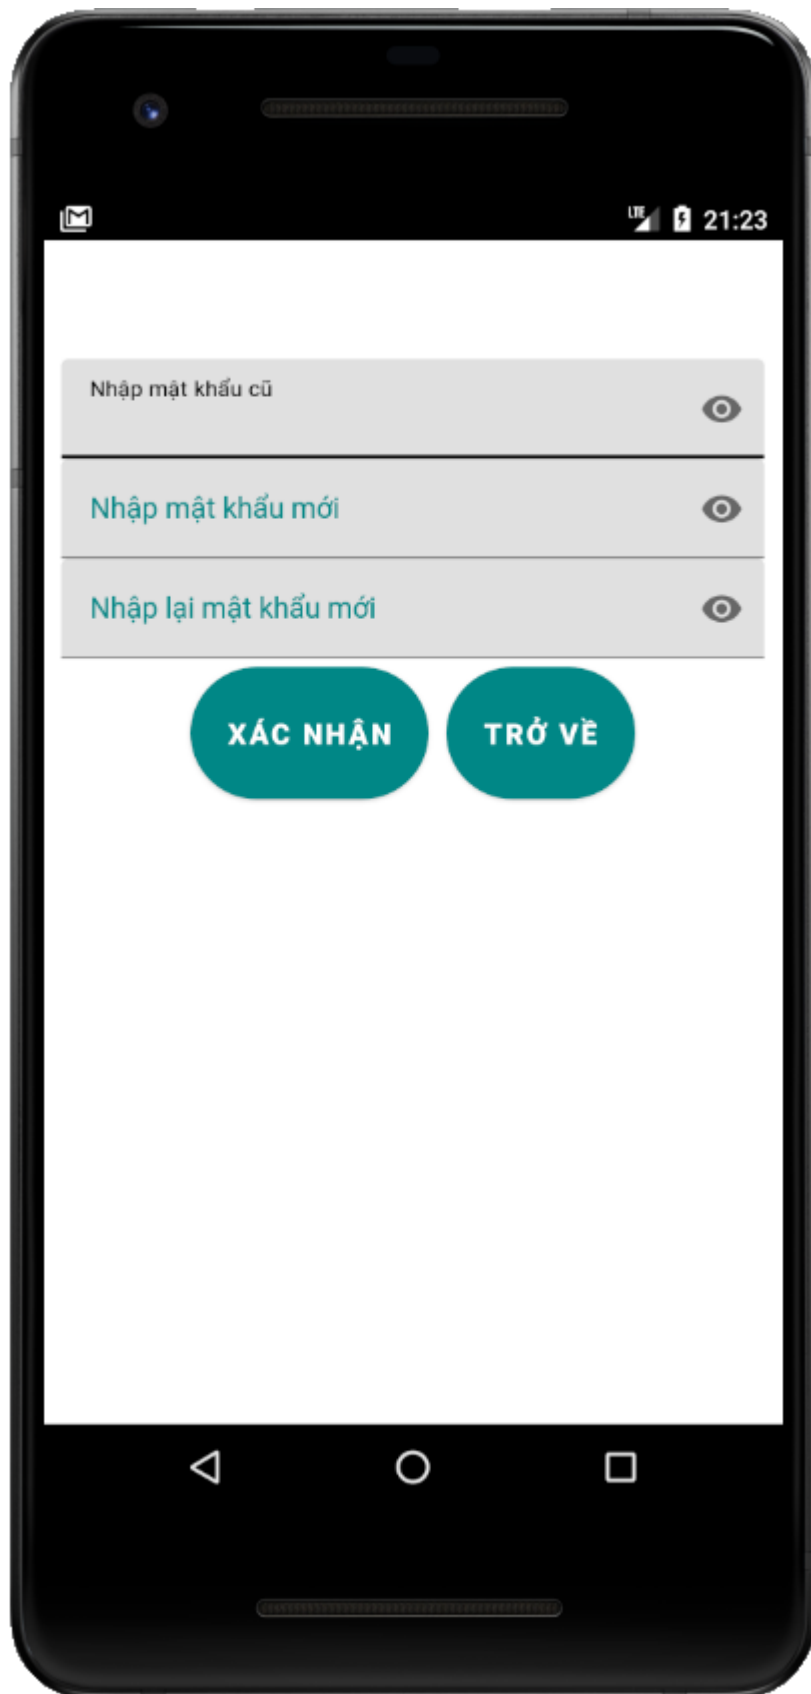 LTE 21:23
Nhập mật khẩu cũ
Nhập mật khẩu mới
Nhập lại mật khẩu mới
XÁC NHẬN TRỞ VỀ